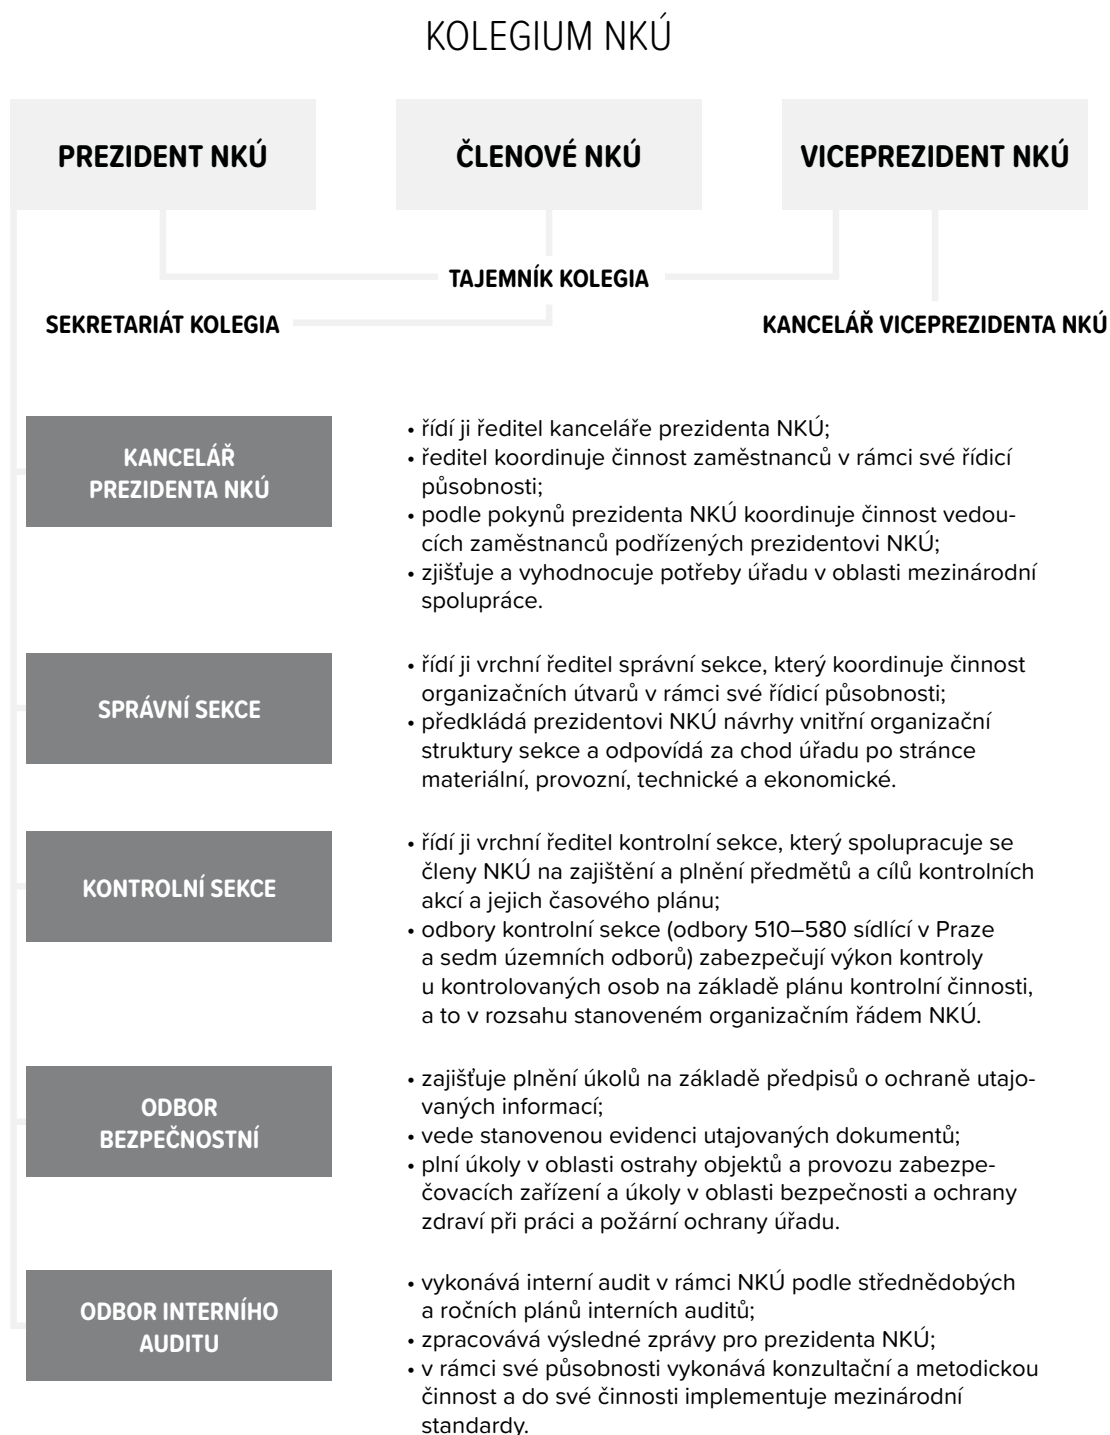 KOLEGIUM NKÚ
PREZIDENT NKÚ
ČLENOVÉ NKÚ
VICEPREZIDENT NKÚ
TAJEMNÍK KOLEGIA
SEKRETARIÁT KOLEGIA
KANCELÁŘ VICEPREZIDENTA NKÚ
KANCELÁŘ
PREZIDENTA NKÚ
• řídí ji ředitel kanceláře prezidenta NKÚ;
• ředitel koordinuje činnost zaměstnanců v rámci své řídicí
působnosti;
• podle pokynů prezidenta NKÚ koordinuje činnost vedou-
cích zaměstnanců podřízených prezidentovi NKÚ;
• zjišťuje a vyhodnocuje potřeby úřadu v oblasti mezinárodní
spolupráce.
SPRÁVNÍ SEKCE
• řídí ji vrchní ředitel správní sekce, který koordinuje činnost
organizačních útvarů v rámci své řídicí působnosti;
• předkládá prezidentovi NKÚ návrhy vnitřní organizační
struktury sekce a odpovídá za chod úřadu po stránce
materiální, provozní, technické a ekonomické.
KONTROLNÍ SEKCE
• řídí ji vrchní ředitel kontrolní sekce, který spolupracuje se
členy NKÚ na zajištění a plnění předmětů a cílů kontrolních
akcí a jejich časového plánu;
• odbory kontrolní sekce (odbory 510–580 sídlící v Praze
a sedm územních odborů) zabezpečují výkon kontroly
u kontrolovaných osob na základě plánu kontrolní činnosti,
a to v rozsahu stanoveném organizačním řádem NKÚ.
ODBOR
BEZPEČNOSTNÍ
• zajišťuje plnění úkolů na základě předpisů o ochraně utajo-
vaných informací;
• vede stanovenou evidenci utajovaných dokumentů;
• plní úkoly v oblasti ostrahy objektů a provozu zabezpe-
čovacích zařízení a úkoly v oblasti bezpečnosti a ochrany
zdraví při práci a požární ochrany úřadu.
ODBOR INTERNÍHO
AUDITU
• vykonává interní audit v rámci NKÚ podle střednědobých
a ročních plánů interních auditů;
• zpracovává výsledné zprávy pro prezidenta NKÚ;
• v rámci své působnosti vykonává konzultační a metodickou
činnost a do své činnosti implementuje mezinárodní
standardy.